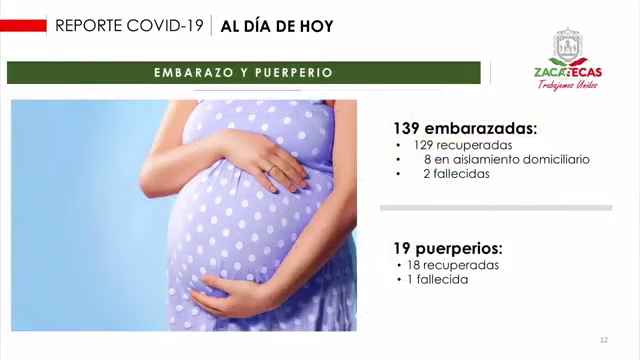 REPORTE COVID-19 | AL DÍA DE HOY
ZACATECAS
Trabajemos Unidos
EMBARAZO Y PUERPERIO
139 embarazadas:
• 129 recuperadas
• 8 en aislamiento domiciliario
• 2 fallecidas
19 puerperios:
• 18 recuperadas
• 1 fallecida
12